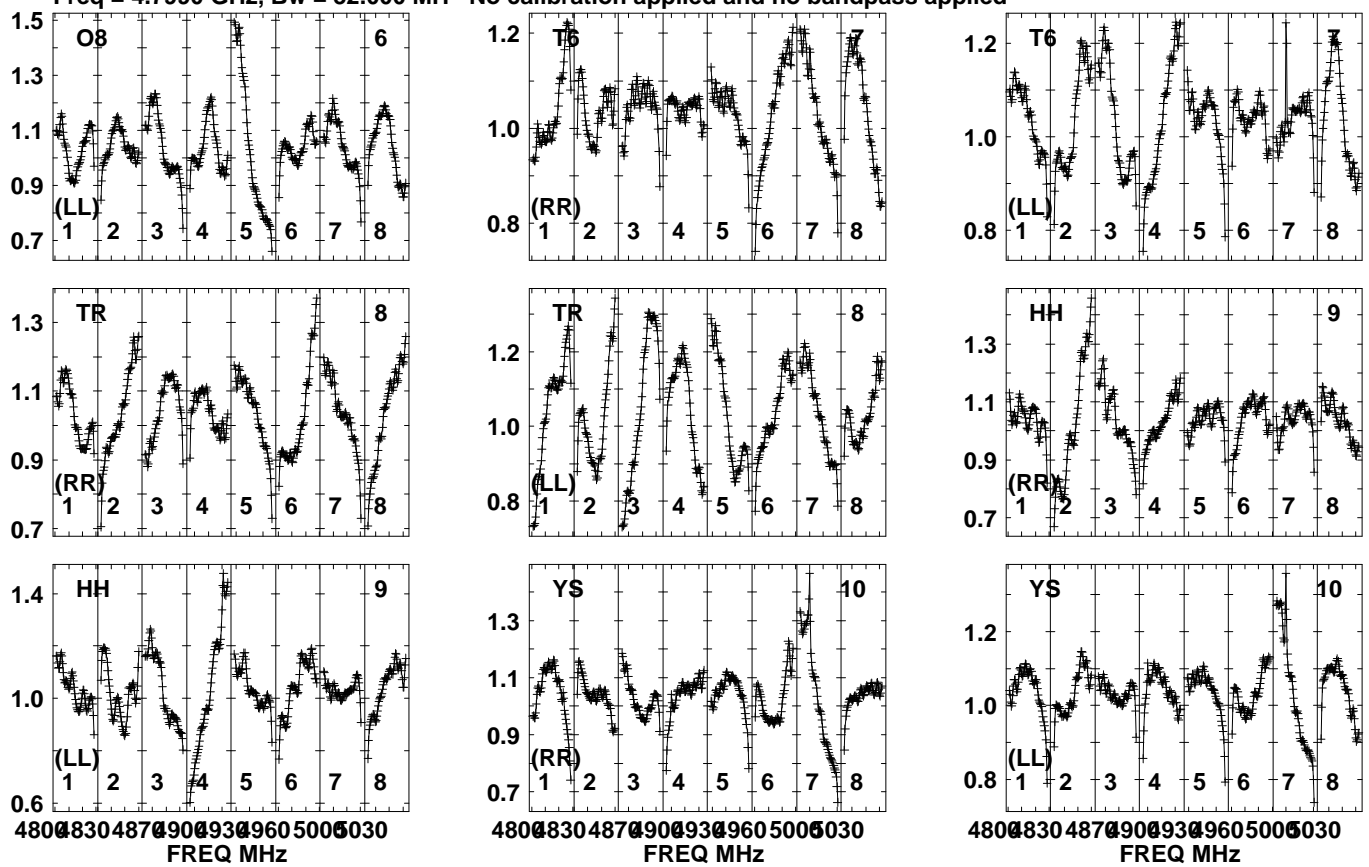 Freq = 4.7990 GHz, Bw = 32.000 MH No calibration applied and no bandpass applied
1.5 O8 6 T6 7 T6 7
1.3 1.2 1.2
1.1 1.0 1.0
0.9
0.7 0.8 0.8
(LL) (RR) (LL)
1 2 3 4 5 6 7 8 1 2 3 4 5 6 7 8 1 2 3 4 5 6 7 8
TR 8 TR 8 HH 9
1.3 1.2 1.3
1.1 1.0 1.1
0.9 0.8 0.9
0.7 0.7
(RR) (LL) (RR)
1 2 3 4 5 6 7 8 1 2 3 4 5 6 7 8 1 2 3 4 5 6 7 8
HH 9 YS 10 YS 10
1.4 1.3 1.2
1.0 1.1 1.0
0.6 0.9 0.8
0.7
(LL) (RR) (LL)
1 2 3 4 5 6 7 8 1 2 3 4 5 6 7 8 1 2 3 4 5 6 7 8
4800 4830 4870 4900 4930 4960 5000 5030 4800 4830 4870 4900 4930 4960 5000 5030 4800 4830 4870 4900 4930 4960 5000 5030
FREQ MHz FREQ MHz FREQ MHz